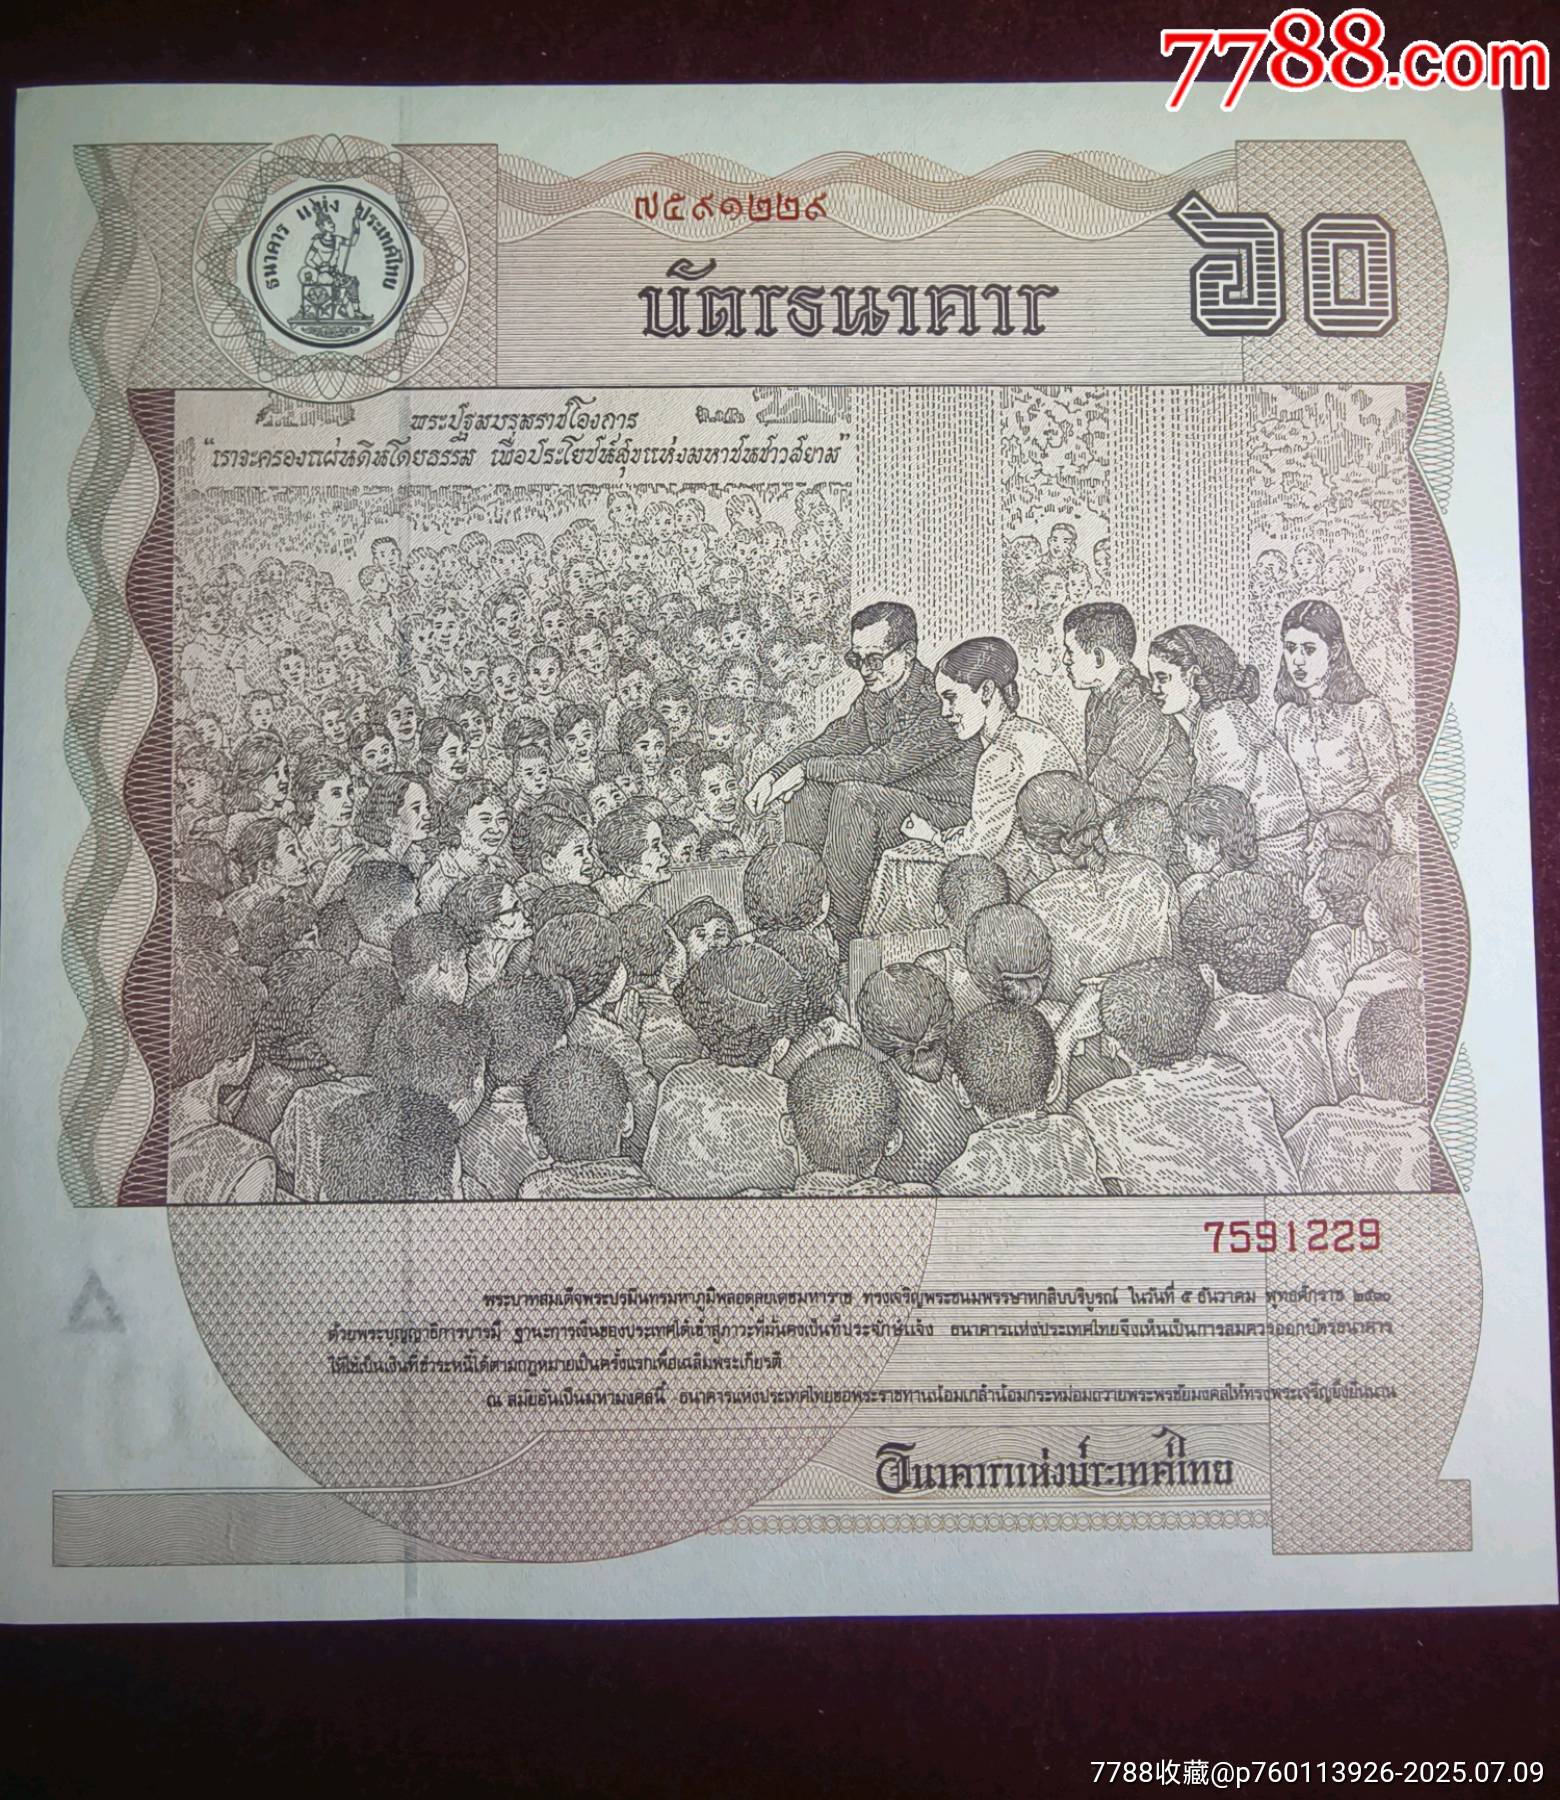 7788.com
ธนาคาร แห่ง ประเทศไทย
๗๕๙๑๒๒๙
๖๐
บัตรธนาคาร
พระปฐมบรมราชโองการ
"เราจะครองแผ่นดินโดยธรรม เพื่อประโยชน์สุขแห่งมหาชนชาวสยาม"
7591229
พระบาทสมเด็จพระปรมินทรมหาภูมิพลอดุลยเดชมหาราช ทรงเจริญพระชนมพรรษาหกสิบบริบูรณ์ ในวันที่ ๕ ธันวาคม พุทธศักราช ๒๕๓๐
ด้วยพระบุญญาธิการบารมี ฐานะการเงินของประเทศได้เข้าสู่ภาวะที่มั่นคงเป็นที่ประจักษ์แจ้ง ธนาคารแห่งประเทศไทยจึงเห็นเป็นการสมควรออกบัตรธนาคาร
ให้ใช้เป็นเงินที่ชำระหนี้ได้ตามกฎหมายเป็นครั้งแรกเพื่อเฉลิมพระเกียรติ
ณ สมัยอันเป็นมหามงคลนี้ ธนาคารแห่งประเทศไทยขอพระราชทานน้อมเกล้าน้อมกระหม่อมถวายพระพรชัยมงคลให้ทรงพระเจริญยิ่งยืนนาน
ธนาคารแห่งประเทศไทย
7788收藏@p760113926-2025.07.09